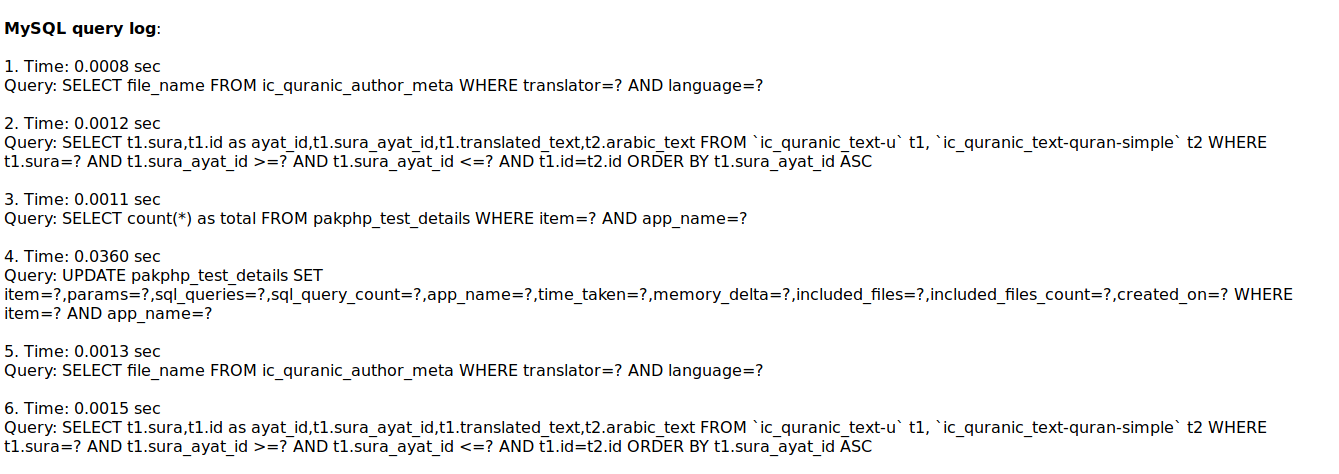 MySQL query log:
1. Time: 0.0008 sec
Query: SELECT file_name FROM ic_quranic_author_meta WHERE translator=? AND language=?
2. Time: 0.0012 sec
Query: SELECT t1.sura,t1.id as ayat_id,t1.sura_ayat_id,t1.translated_text,t2.arabic_text FROM `ic_quranic_text-u` t1, `ic_quranic_text-quran-simple` t2 WHERE
t1.sura=? AND t1.sura_ayat_id >=? AND t1.sura_ayat_id <=? AND t1.id=t2.id ORDER BY t1.sura_ayat_id ASC
3. Time: 0.0011 sec
Query: SELECT count(*) as total FROM pakphp_test_details WHERE item=? AND app_name=?
4. Time: 0.0360 sec
Query: UPDATE pakphp_test_details SET
item=?,params=?,sql_queries=?,sql_query_count=?,app_name=?,time_taken=?,memory_delta=?,included_files=?,included_files_count=?,created_on=? WHERE
item=? AND app_name=?
5. Time: 0.0013 sec
Query: SELECT file_name FROM ic_quranic_author_meta WHERE translator=? AND language=?
6. Time: 0.0015 sec
Query: SELECT t1.sura,t1.id as ayat_id,t1.sura_ayat_id,t1.translated_text,t2.arabic_text FROM `ic_quranic_text-u` t1, `ic_quranic_text-quran-simple` t2 WHERE
t1.sura=? AND t1.sura_ayat_id >=? AND t1.sura_ayat_id <=? AND t1.id=t2.id ORDER BY t1.sura_ayat_id ASC